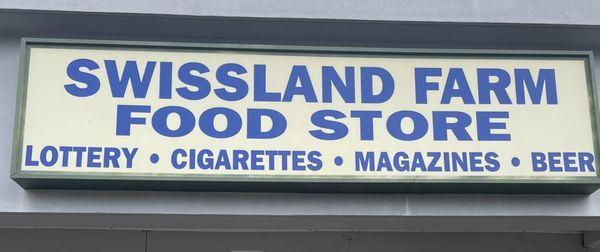 SWISSLAND FARM
FOOD STORE
LOTTERY • CIGARETTES • MAGAZINES • BEER